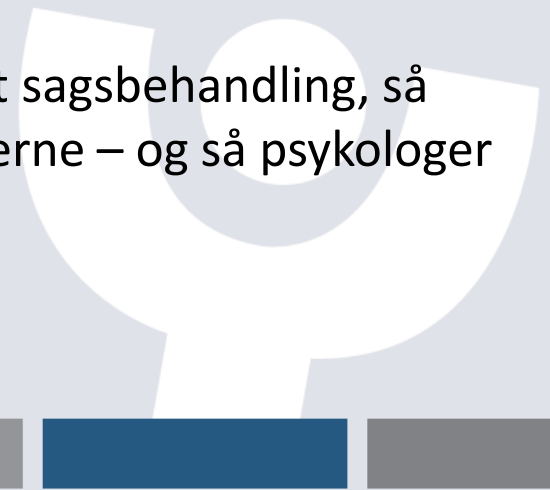 t sagsbehandling, så
erne – og så psykologer